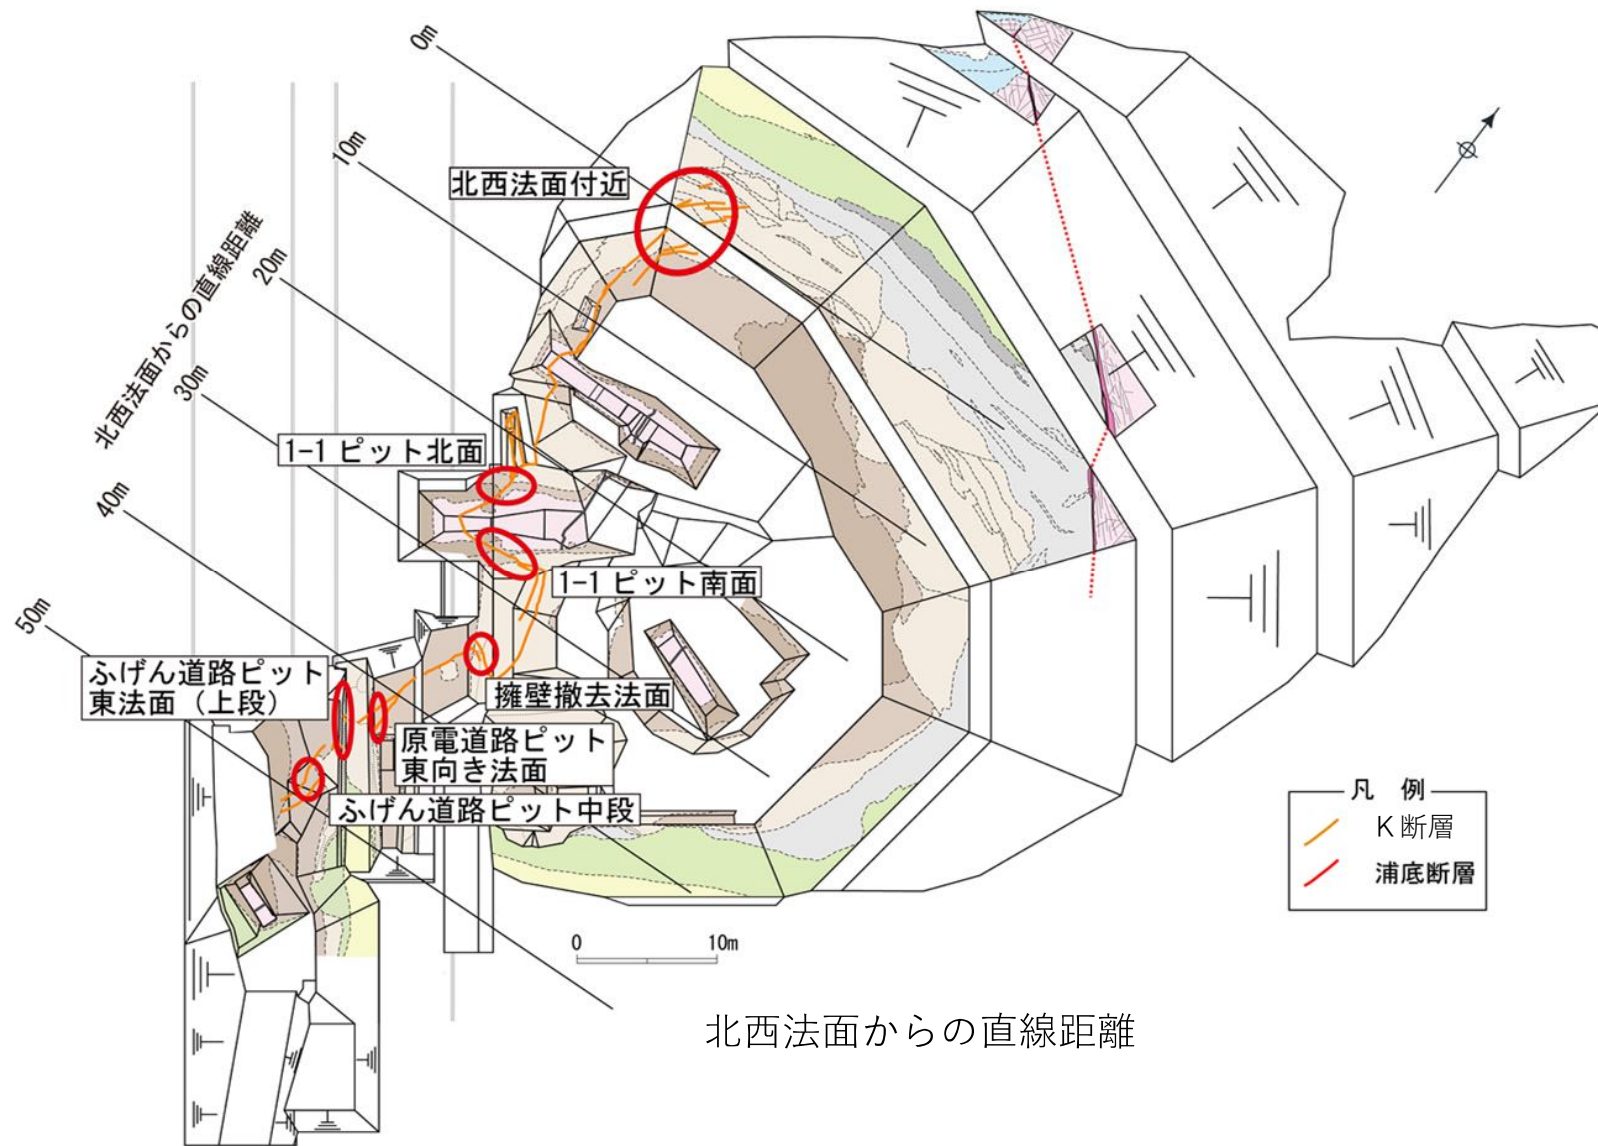 0m
10m
北西法面付近
20m
北西法面からの直線距離
30m
1-1 ピット北面
40m
1-1 ピット南面
50m
ふげん道路ピット
東法面（上段）
擁壁撤去法面
原電道路ピット
東向き法面
ふげん道路ピット中段
凡 例
K断層
浦底断層
0 10m
北西法面からの直線距離